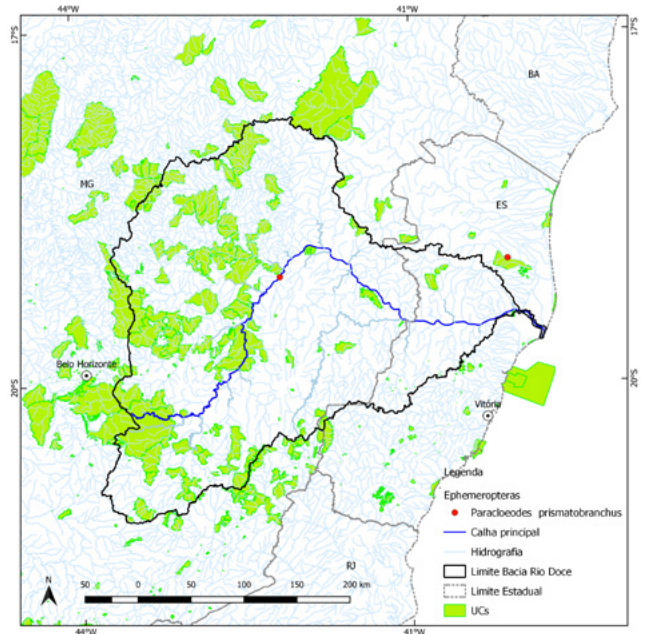 44°W 41°W
17°S 17°S
BA
MG
ES
Belo Horizonte
20°S 20°S
Vitória
Legenda
Ephemeropteras
Paracloeodes prismatobranchus
Calha principal
Hidrografia
Limite Bacia Rio Doce
Limite Estadual
UCs
RJ
N
50 0 50 100 150 200 km
44°W 41°W